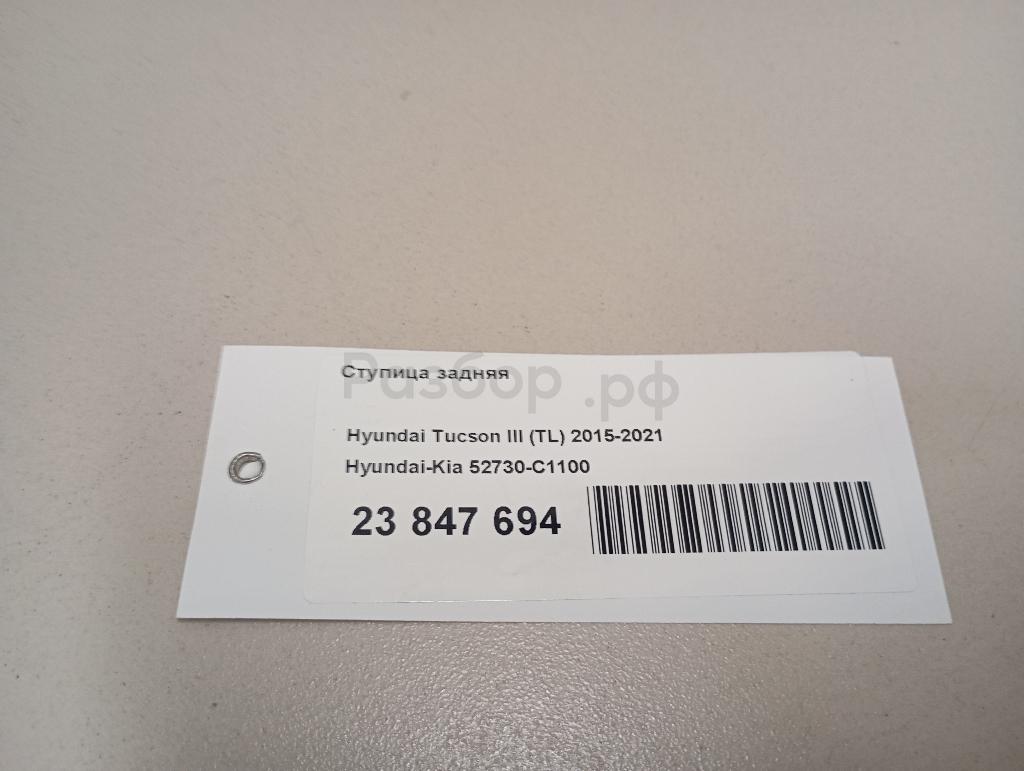 Ступица задняя
Разбор.рф
Hyundai Tucson III (TL) 2015-2021
Hyundai-Kia 52730-C1100
23 847 694